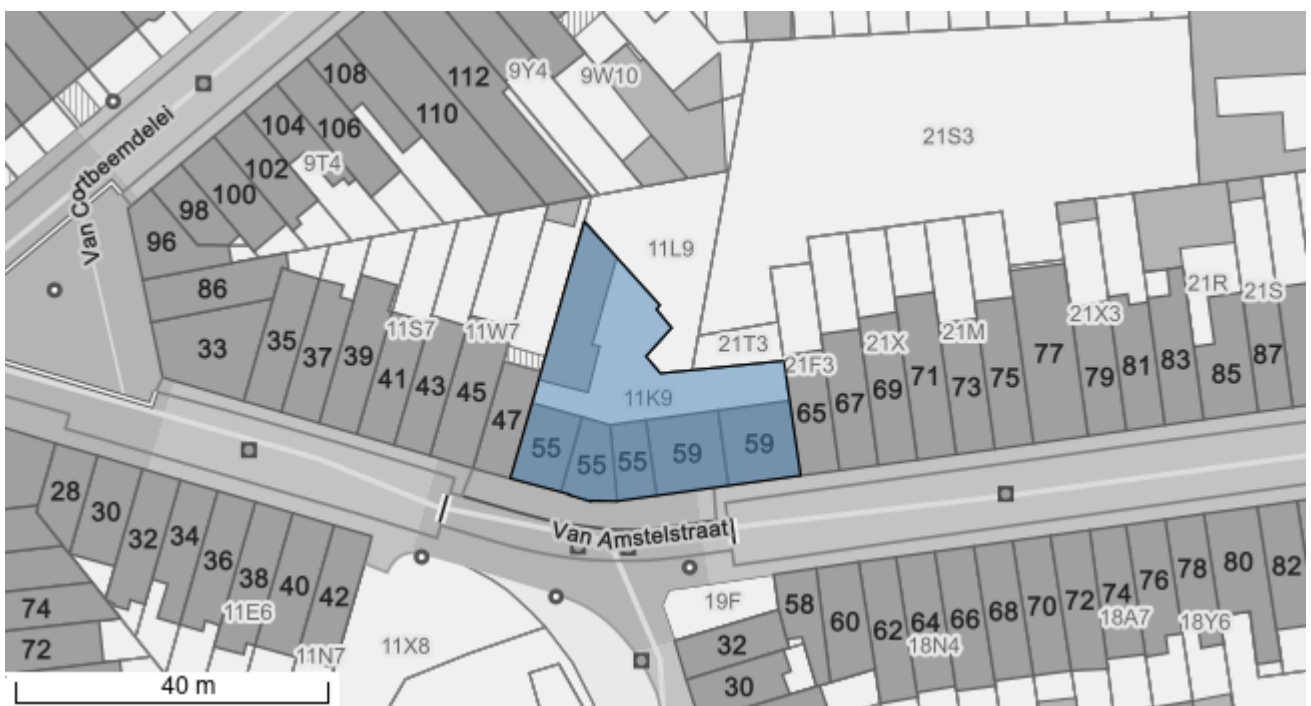 108
112
9Y4
9W10
110
104
106
21S3
102
9T4
100
98
96
Van Cortbeemdelei
86
33
35
37
39
11S7
41
43
11W7
45
47
11L9
11K9
55
55
55
59
59
21T3
21F3
65
67
21X
69
71
21M
73
75
77
21X3
79
81
83
21R
85
21S
87
Van Amstelstraat
28
30
32
34
36
38
40
42
74
72
11E6
11N7
11X8
19F
32
30
58
60
62
64
18N4
66
68
70
72
74
18A7
76
78
18Y6
80
82
40 m